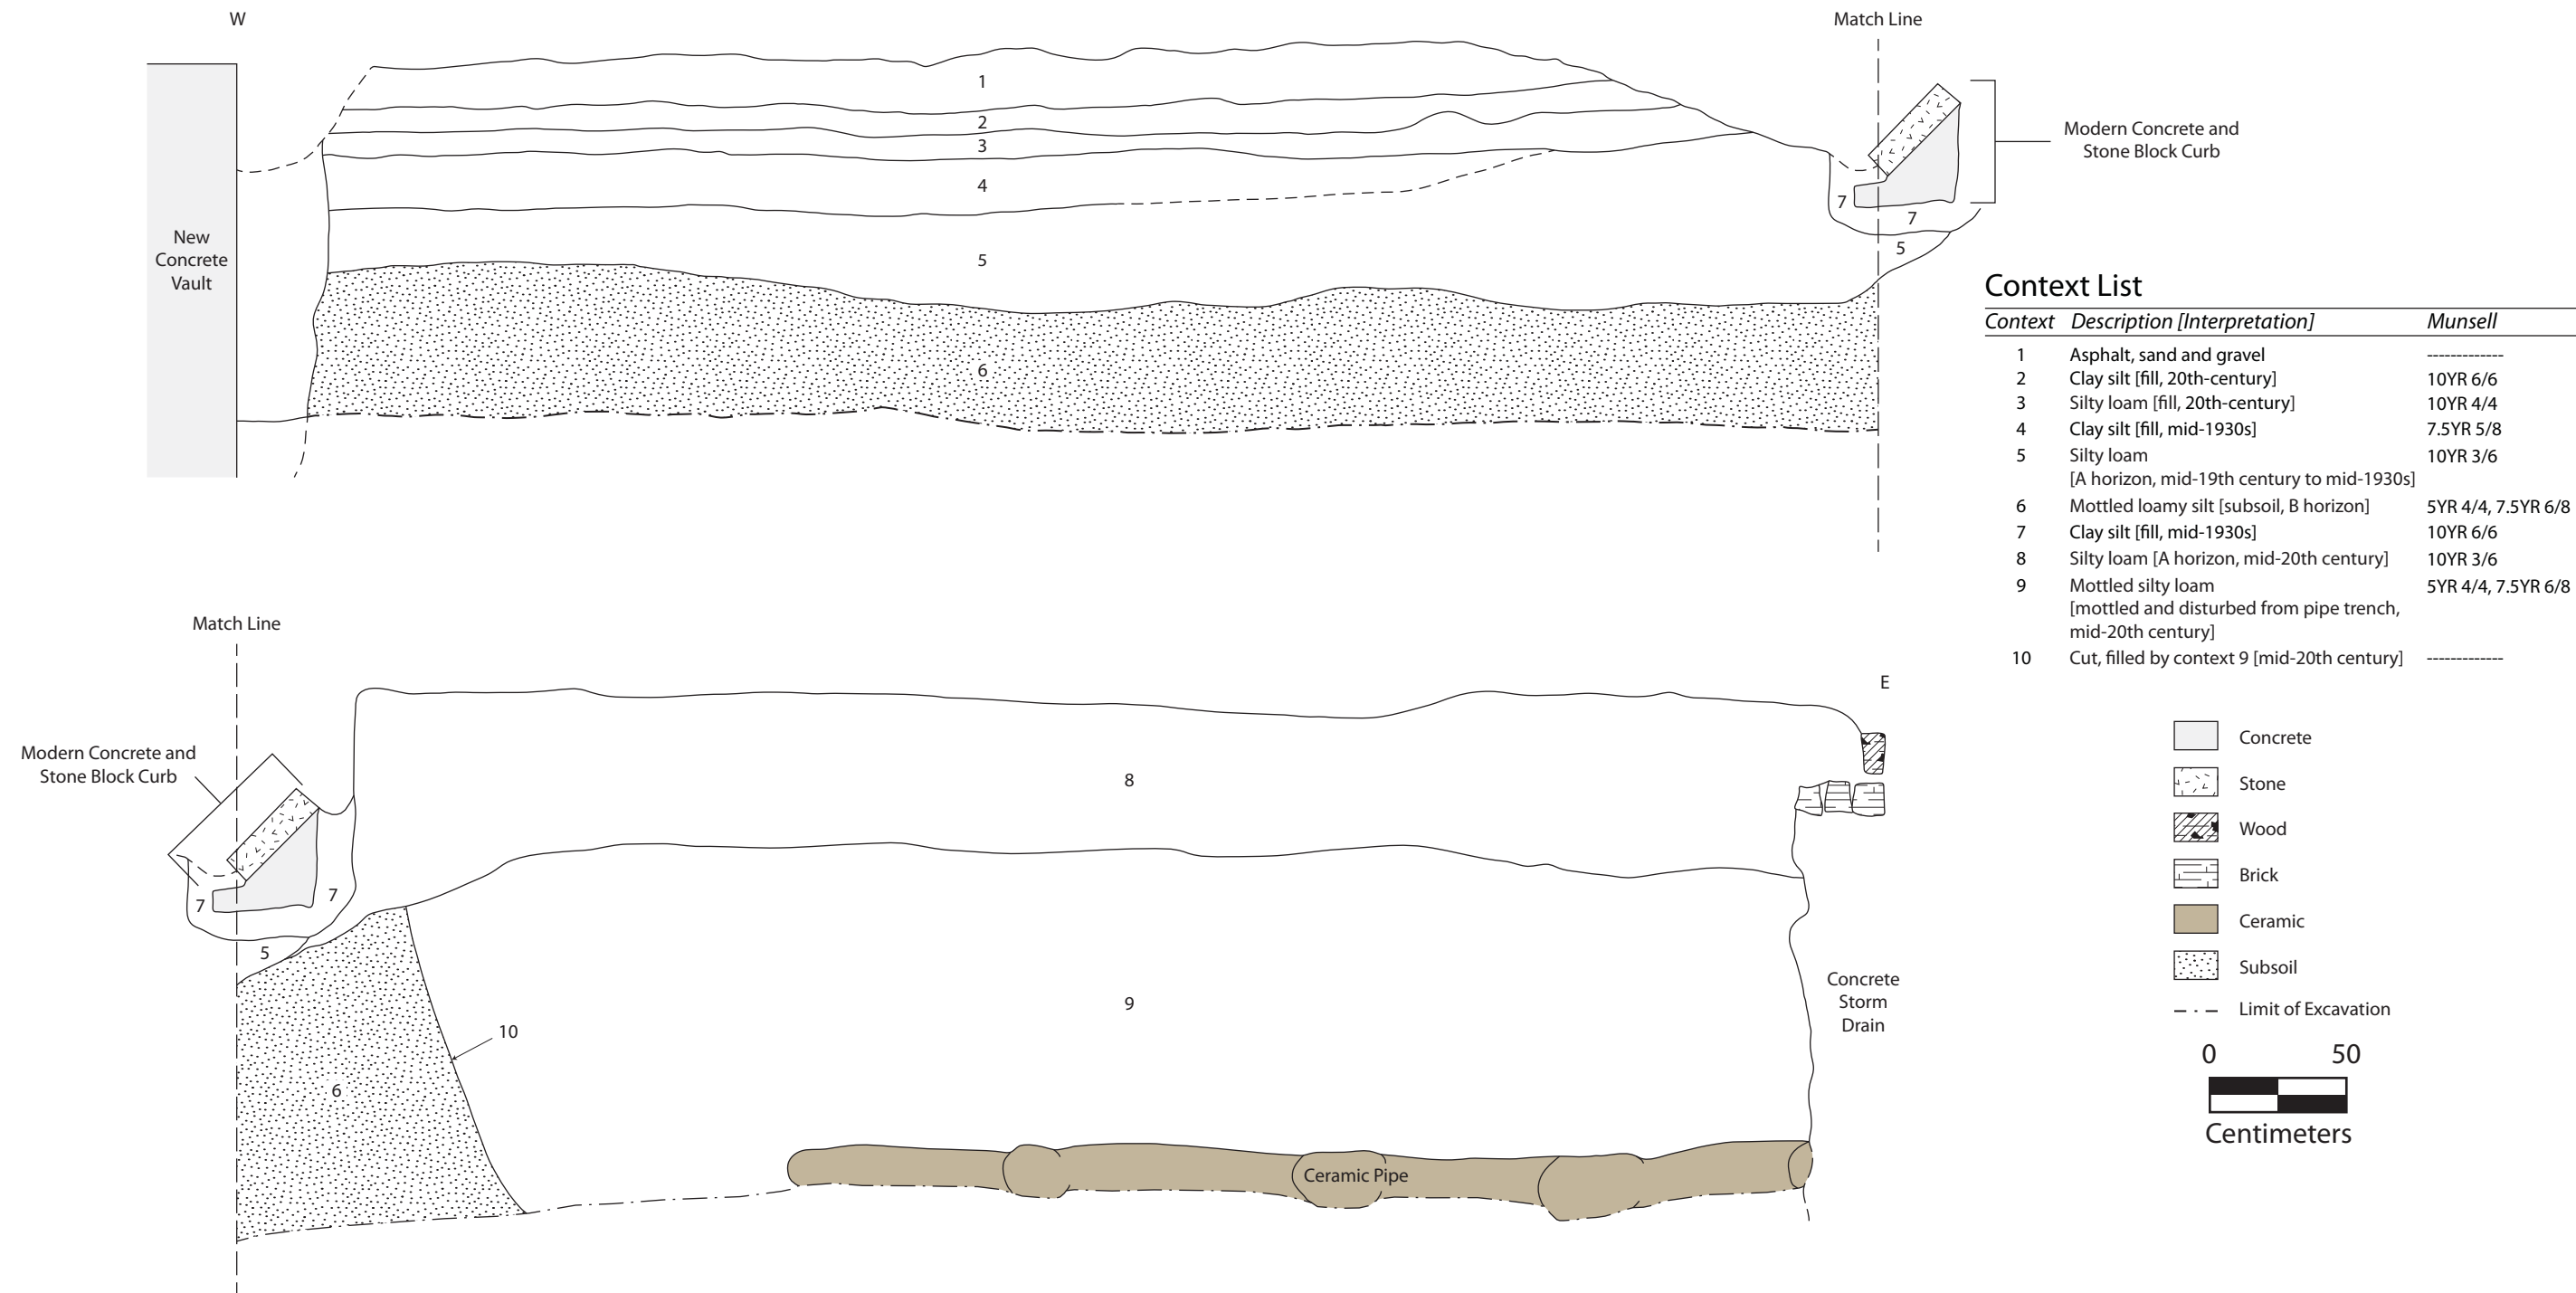 W
Match Line
1
2
3
4
5
6
New
Concrete
Vault
7
7
5
Modern Concrete and
Stone Block Curb
Context List
Context Description [Interpretation] Munsell
1 Asphalt, sand and gravel -------------
2 Clay silt [fill, 20th-century] 10YR 6/6
3 Silty loam [fill, 20th-century] 10YR 4/4
4 Clay silt [fill, mid-1930s] 7.5YR 5/8
5 Silty loam 10YR 3/6
[A horizon, mid-19th century to mid-1930s]
6 Mottled loamy silt [subsoil, B horizon] 5YR 4/4, 7.5YR 6/8
7 Clay silt [fill, mid-1930s] 10YR 6/6
8 Silty loam [A horizon, mid-20th century] 10YR 3/6
9 Mottled silty loam 5YR 4/4, 7.5YR 6/8
[mottled and disturbed from pipe trench,
mid-20th century]
10 Cut, filled by context 9 [mid-20th century] -------------
Match Line
E
Modern Concrete and
Stone Block Curb
8
7
7
5
9
10
6
Concrete
Storm
Drain
Ceramic Pipe
Concrete
Stone
Wood
Brick
Ceramic
Subsoil
Limit of Excavation
0 50
Centimeters